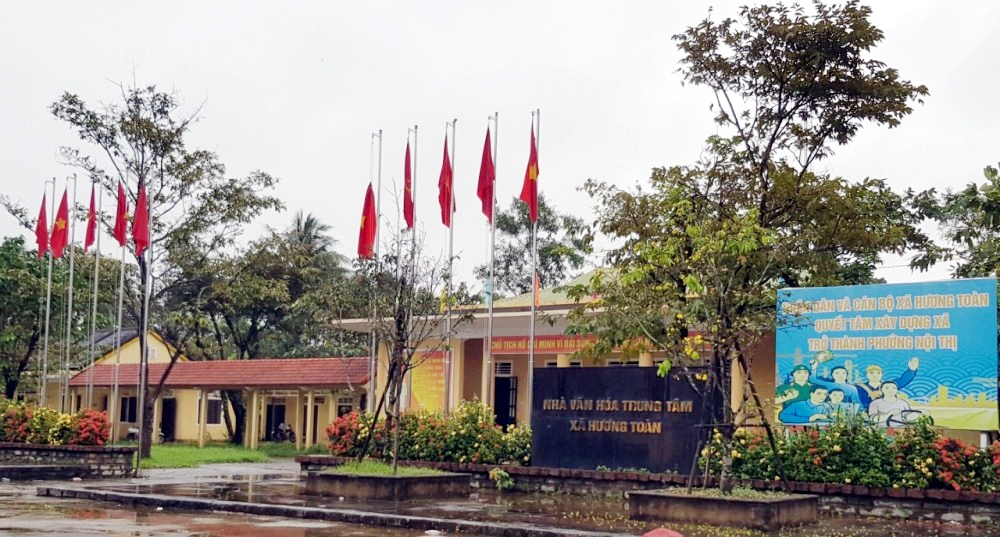 CHỦ TỊCH HỒ CHÍ MINH VĨ ĐẠI SỐNG
NHÀ VĂN HÓA TRUNG TÂM
XÃ HƯƠNG TOÀN
DÂN VÀ CÁN BỘ XÃ HƯƠNG TOÀN
QUYẾT TÂM XÂY DỰNG XÃ
TRỞ THÀNH PHƯỜNG NỘI THỊ